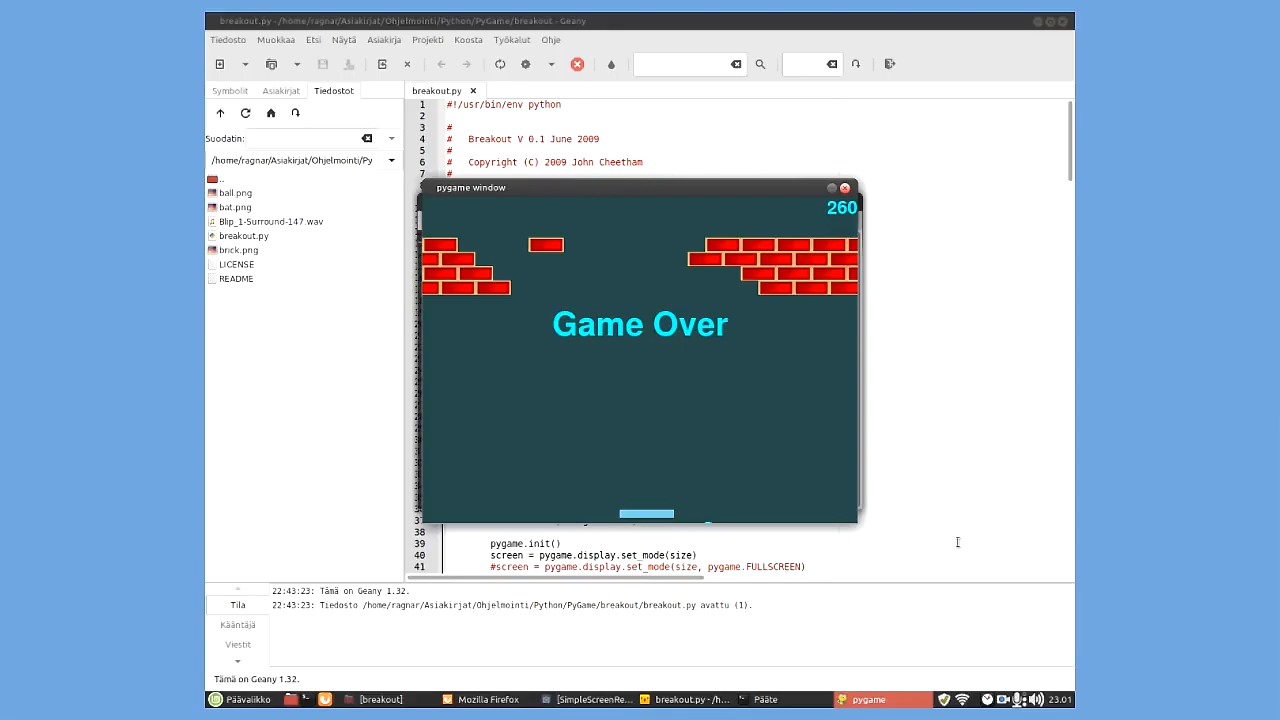 breakout.py - /home/ragnar/Asiakirjat/Ohjelmointi/Python/PyGame/breakout - Geany
Tiedosto Muokkaa Etsi Näytä Asiakirja Projekti Koosta Työkalut Ohje
Symbolit Asiakirjat Tiedostot
breakout.py
Suodatin:
/home/ragnar/Asiakirjat/Ohjelmointi/Py
..
ball.png
bat.png
Blip_1-Surround-147.wav
breakout.py
brick.png
LICENSE
README
1 #!/usr/bin/env python
2
3 #
4 #   Breakout V 0.1 June 2009
5 #
6 #   Copyright (C) 2009 John Cheetham
7 #
pygame window
260
Game Over
38
39 pygame.init()
40 screen = pygame.display.set_mode(size)
41 #screen = pygame.display.set_mode(size, pygame.FULLSCREEN)
Tila
Kääntäjä
Viestit
22:43:23: Tämä on Geany 1.32.
22:43:23: Tiedosto /home/ragnar/Asiakirjat/Ohjelmointi/Python/PyGame/breakout/breakout.py avattu (1).
Tämä on Geany 1.32.
Päävalikko [breakout] Mozilla Firefox [SimpleScreenRe... breakout.py - /h... Pääte pygame 23.01